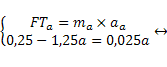 {FTₐ = mₐ × aₐ
0,25 − 1,25a = 0,025a ↔